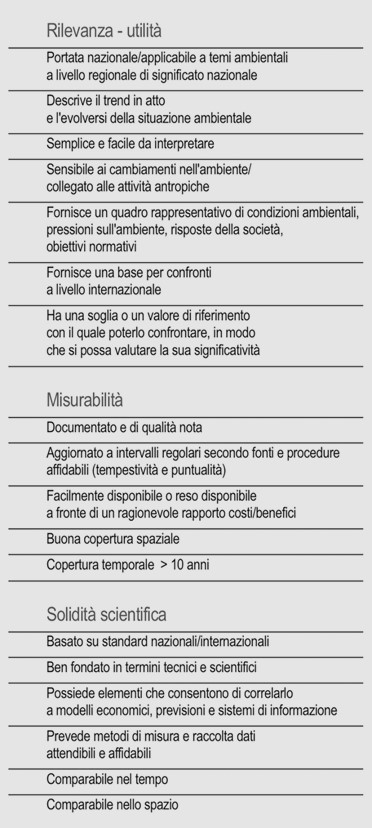 Rilevanza - utilità
Portata nazionale/applicabile a temi ambientali
a livello regionale di significato nazionale
Descrive il trend in atto
e l'evolversi della situazione ambientale
Semplice e facile da interpretare
Sensibile ai cambiamenti nell'ambiente/
collegato alle attività antropiche
Fornisce un quadro rappresentativo di condizioni ambientali,
pressioni sull'ambiente, risposte della società,
obiettivi normativi
Fornisce una base per confronti
a livello internazionale
Ha una soglia o un valore di riferimento
con il quale poterlo confrontare, in modo
che si possa valutare la sua significatività
Misurabilità
Documentato e di qualità nota
Aggiornato a intervalli regolari secondo fonti e procedure
affidabili (tempestività e puntualità)
Facilmente disponibile o reso disponibile
a fronte di un ragionevole rapporto costi/benefici
Buona copertura spaziale
Copertura temporale > 10 anni
Solidità scientifica
Basato su standard nazionali/internazionali
Ben fondato in termini tecnici e scientifici
Possiede elementi che consentono di correlarlo
a modelli economici, previsioni e sistemi di informazione
Prevede metodi di misura e raccolta dati
attendibili e affidabili
Comparabile nel tempo
Comparabile nello spazio